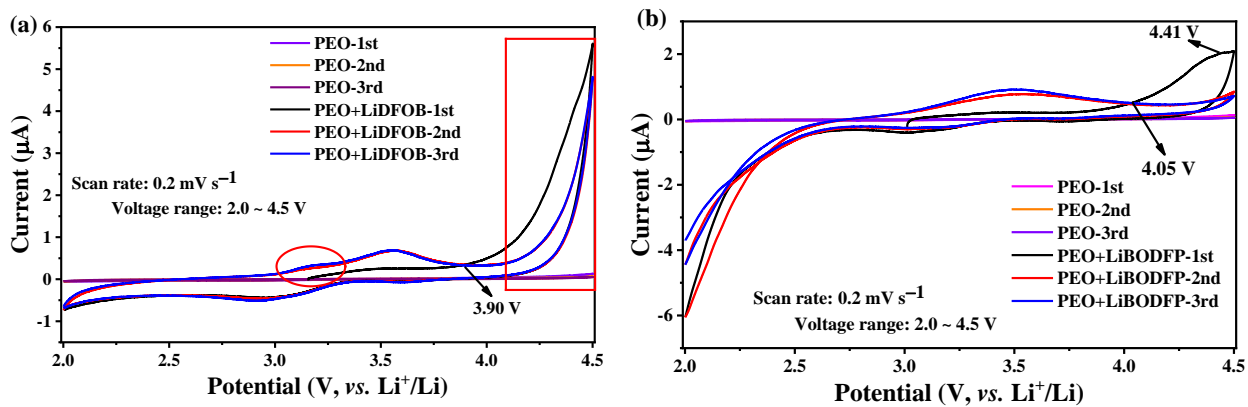 (a)
6
5
4
3
2
1
0
-1
Current (μA)
PEO-1st
PEO-2nd
PEO-3rd
PEO+LiDFOB-1st
PEO+LiDFOB-2nd
PEO+LiDFOB-3rd
Scan rate: 0.2 mV s⁻¹
Voltage range: 2.0 ~ 4.5 V
3.90 V
2.0 2.5 3.0 3.5 4.0 4.5
Potential (V, vs. Li⁺/Li)
(b)
2
0
-2
-4
-6
Current (μA)
4.41 V
4.05 V
PEO-1st
PEO-2nd
PEO-3rd
PEO+LiBODFP-1st
PEO+LiBODFP-2nd
PEO+LiBODFP-3rd
Scan rate: 0.2 mV s⁻¹
Voltage range: 2.0 ~ 4.5 V
2.0 2.5 3.0 3.5 4.0 4.5
Potential (V, vs. Li⁺/Li)